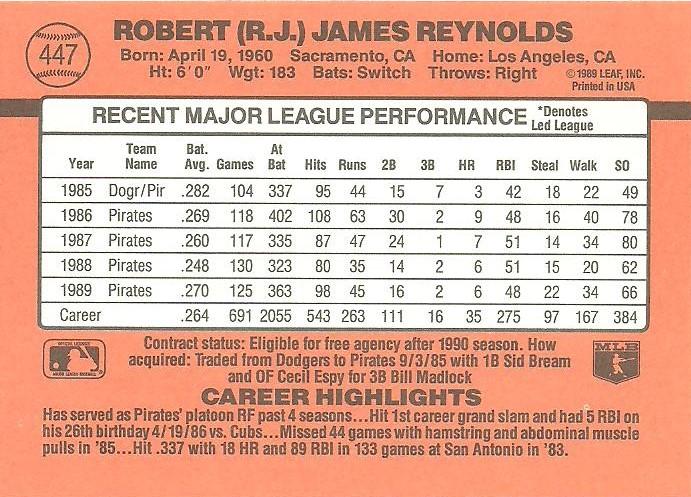 447
ROBERT (R.J.) JAMES REYNOLDS
Born: April 19, 1960 Sacramento, CA Home: Los Angeles, CA
Ht: 6'0" Wgt: 183 Bats: Switch Throws: Right ©1989 LEAF, INC.
Printed in USA
RECENT MAJOR LEAGUE PERFORMANCE *Denotes
Led League
Year Team Name Bat. Avg. Games At Bat Hits Runs 2B 3B HR RBI Steal Walk SO
1985 Dogr/Pir .282 104 337 95 44 15 7 3 42 18 22 49
1986 Pirates .269 118 402 108 63 30 2 9 48 16 40 78
1987 Pirates .260 117 335 87 47 24 1 7 51 14 34 80
1988 Pirates .248 130 323 80 35 14 2 6 51 15 20 62
1989 Pirates .270 125 363 98 45 16 2 6 48 22 34 66
Career .264 691 2055 543 263 111 16 35 275 97 167 384
Contract status: Eligible for free agency after 1990 season. How
acquired: Traded from Dodgers to Pirates 9/3/85 with 1B Sid Bream
and OF Cecil Espy for 3B Bill Madlock
MLB
CAREER HIGHLIGHTS
Has served as Pirates' platoon RF past 4 seasons...Hit 1st career grand slam and had 5 RBI on
his 26th birthday 4/19/86 vs. Cubs...Missed 44 games with hamstring and abdominal muscle
pulls in '85...Hit .337 with 18 HR and 89 RBI in 133 games at San Antonio in '83.